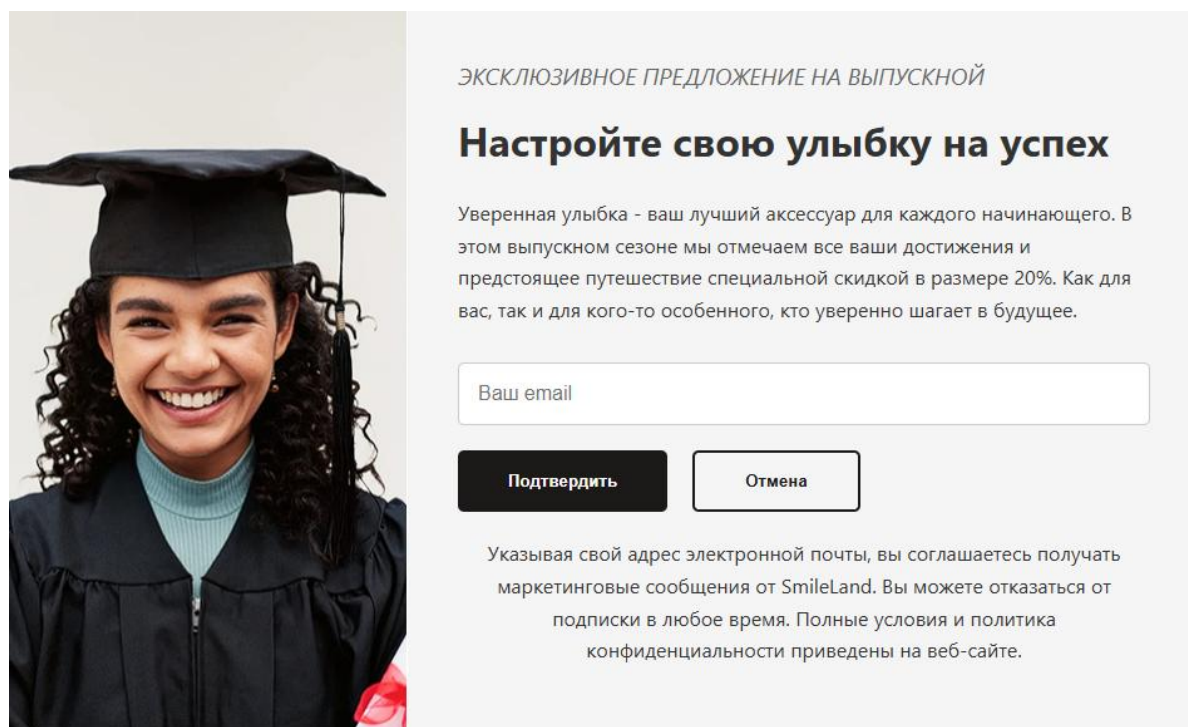 ЭКСКЛЮЗИВНОЕ ПРЕДЛОЖЕНИЕ НА ВЫПУСКНОЙ
Настройте свою улыбку на успех
Уверенная улыбка - ваш лучший аксессуар для каждого начинающего. В
этом выпускном сезоне мы отмечаем все ваши достижения и
предстоящее путешествие специальной скидкой в размере 20%. Как для
вас, так и для кого-то особенного, кто уверенно шагает в будущее.
Ваш email
Подтвердить
Отмена
Указывая свой адрес электронной почты, вы соглашаетесь получать
маркетинговые сообщения от SmileLand. Вы можете отказаться от
подписки в любое время. Полные условия и политика
конфиденциальности приведены на веб-сайте.